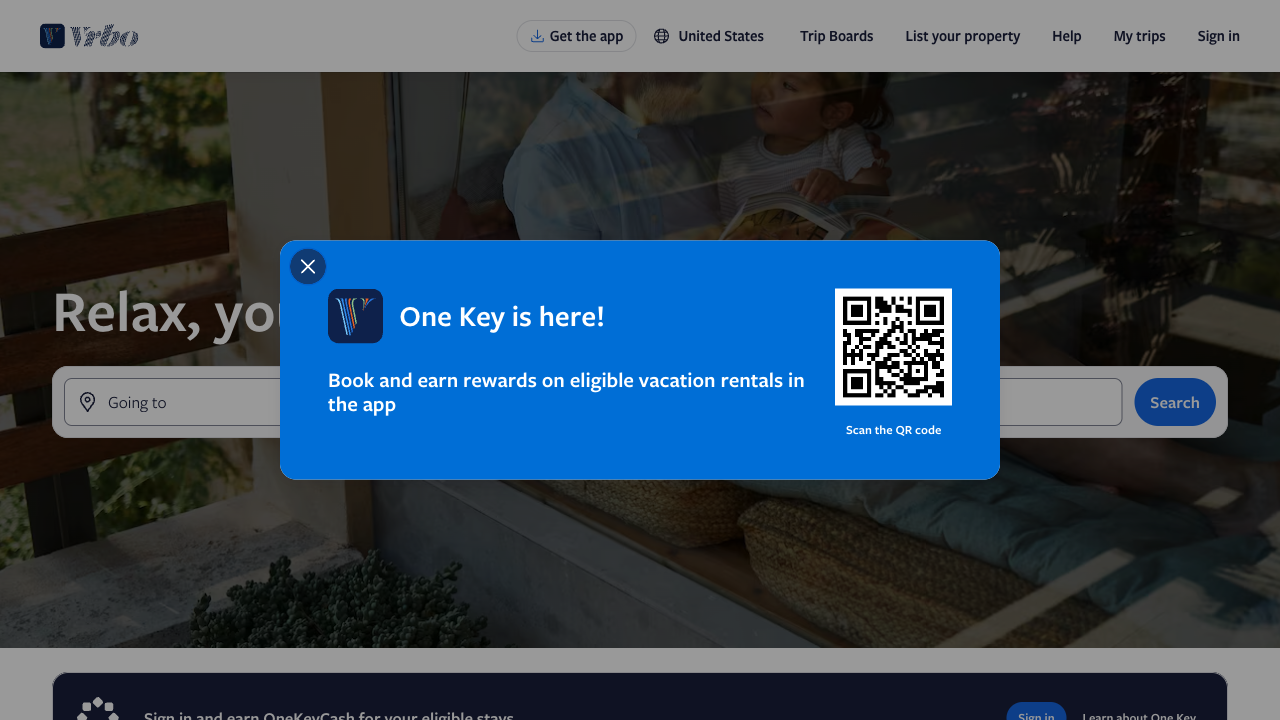 Vrbo
Get the app
United States
Trip Boards
List your property
Help
My trips
Sign in
Relax, yo
Going to
Search
One Key is here!
Book and earn rewards on eligible vacation rentals in
the app
Scan the QR code
Sign in and earn OneKeyCash for your eligible stays
Sign in
Learn about One Key